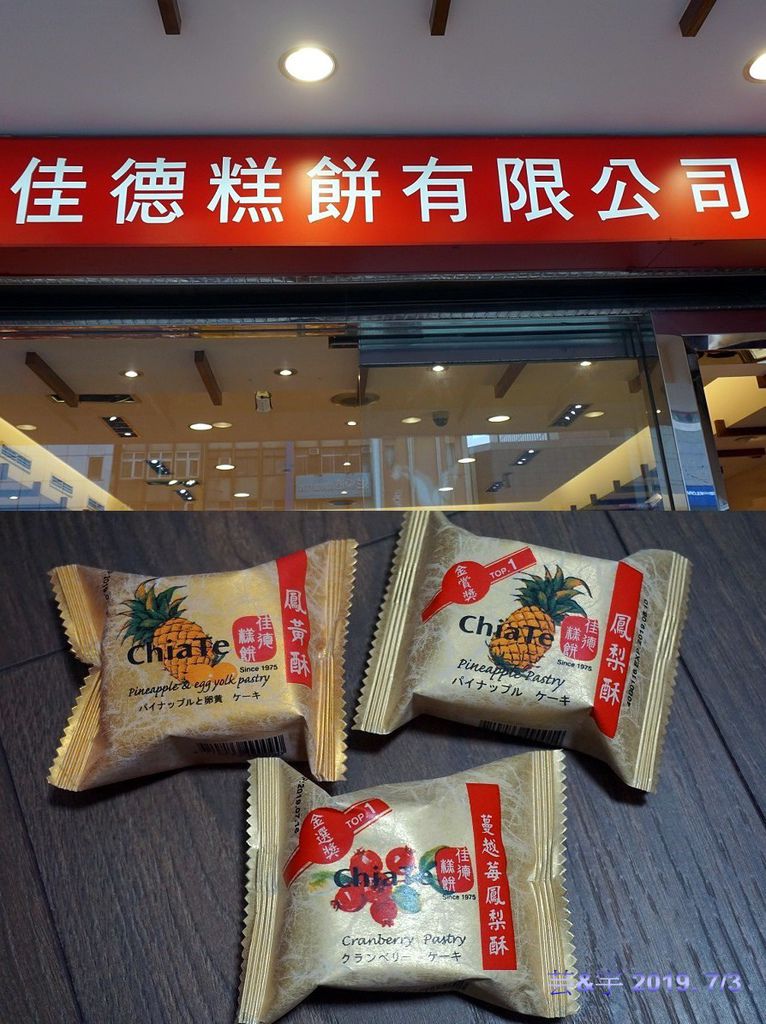 佳德糕餅有限公司
ChiaTe
佳德
糕餅
Since 1975
鳳黃酥
Pineapple & egg yolk pastry
パイナップルと卵黄 ケーキ
金賞獎
TOP.1
ChiaTe
佳德
糕餅
Since 1975
鳳梨酥
Pineapple Pastry
パイナップル ケーキ
金選獎
TOP.1
ChiaTe
佳德
糕餅
Since 1975
蔓越莓鳳梨酥
Cranberry Pastry
クランベリー ケーキ
芸&宇 2019. 7/3